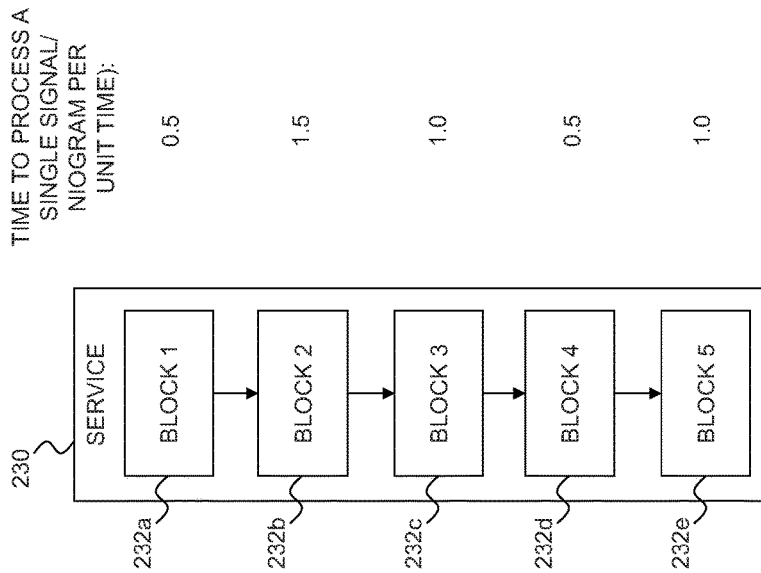 TIME TO PROCESS A
SINGLE SIGNAL/
NIOGRAM PER
UNIT TIME):
230
SERVICE
232a
BLOCK 1
0.5
232b
BLOCK 2
1.5
232c
BLOCK 3
1.0
232d
BLOCK 4
0.5
232e
BLOCK 5
1.0